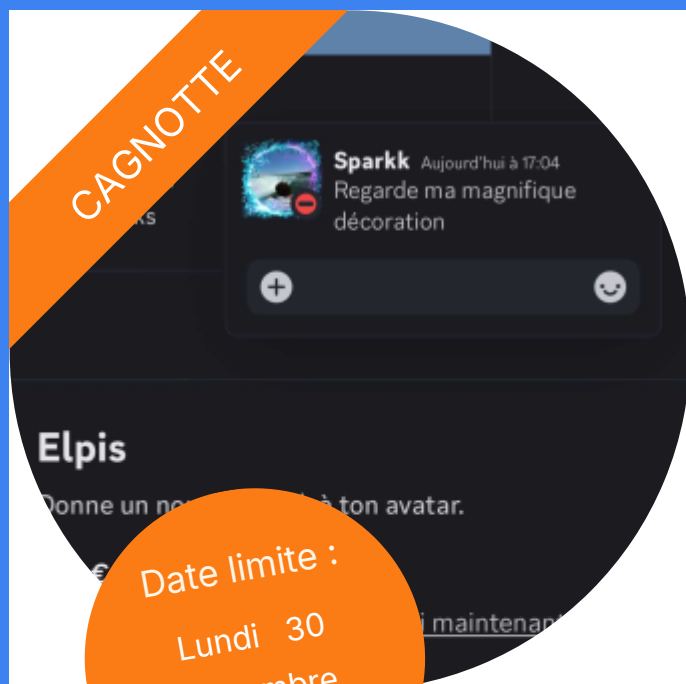 CAGNOTTE
Sparkk Aujourd'hui à 17:04
Regarde ma magnifique
décoration
Elpis
Donne un à ton avatar.
€
Date limite :
Lundi 30
maintenant